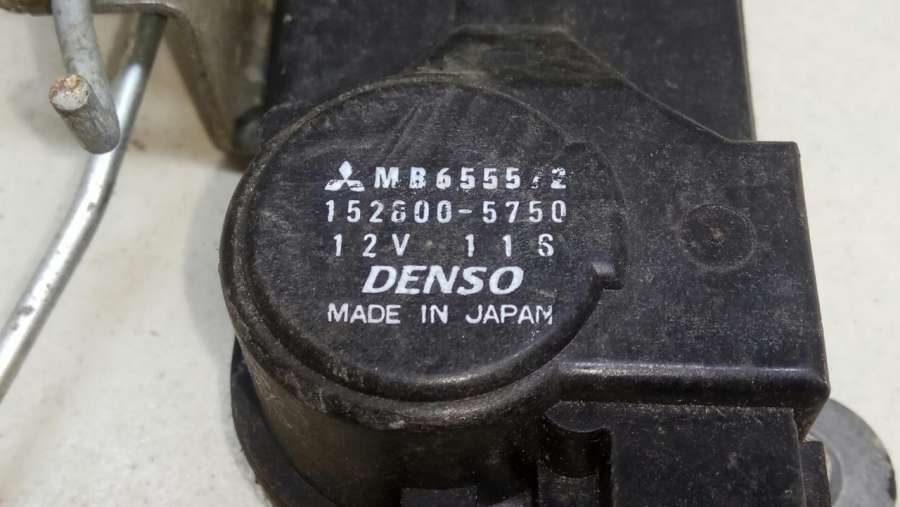 MB655572
152800-5750
12V 11S
DENSO
MADE IN JAPAN